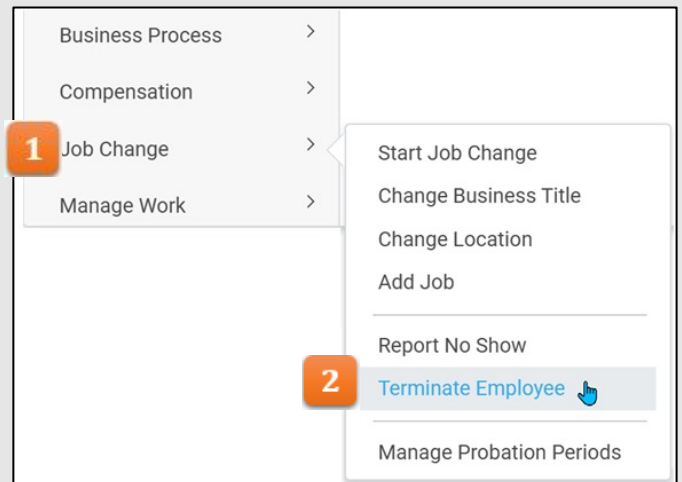 Business Process
Compensation
1 Job Change
Manage Work
Start Job Change
Change Business Title
Change Location
Add Job
Report No Show
2 Terminate Employee
Manage Probation Periods